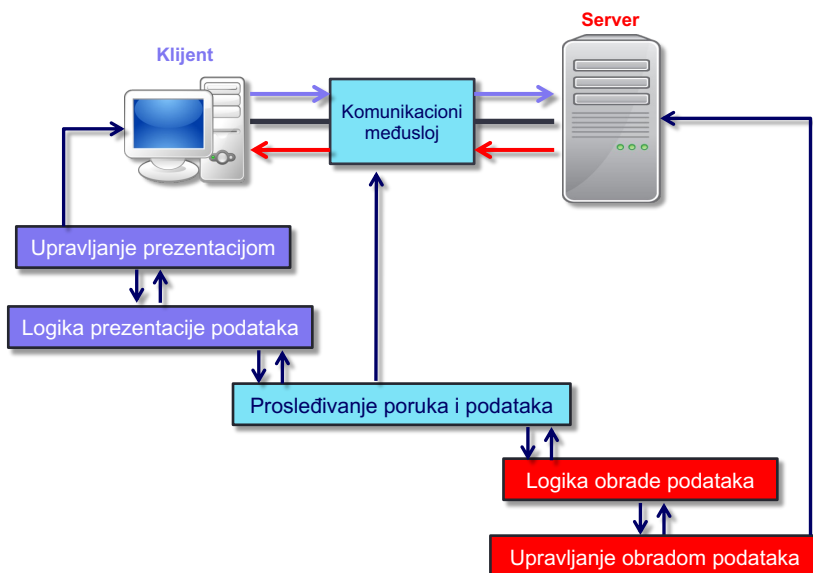 Server
Klijent
Komunikacioni
međusloj
Upravljanje prezentacijom
Logika prezentacije podataka
Prosleđivanje poruka i podataka
Logika obrade podataka
Upravljanje obradom podataka